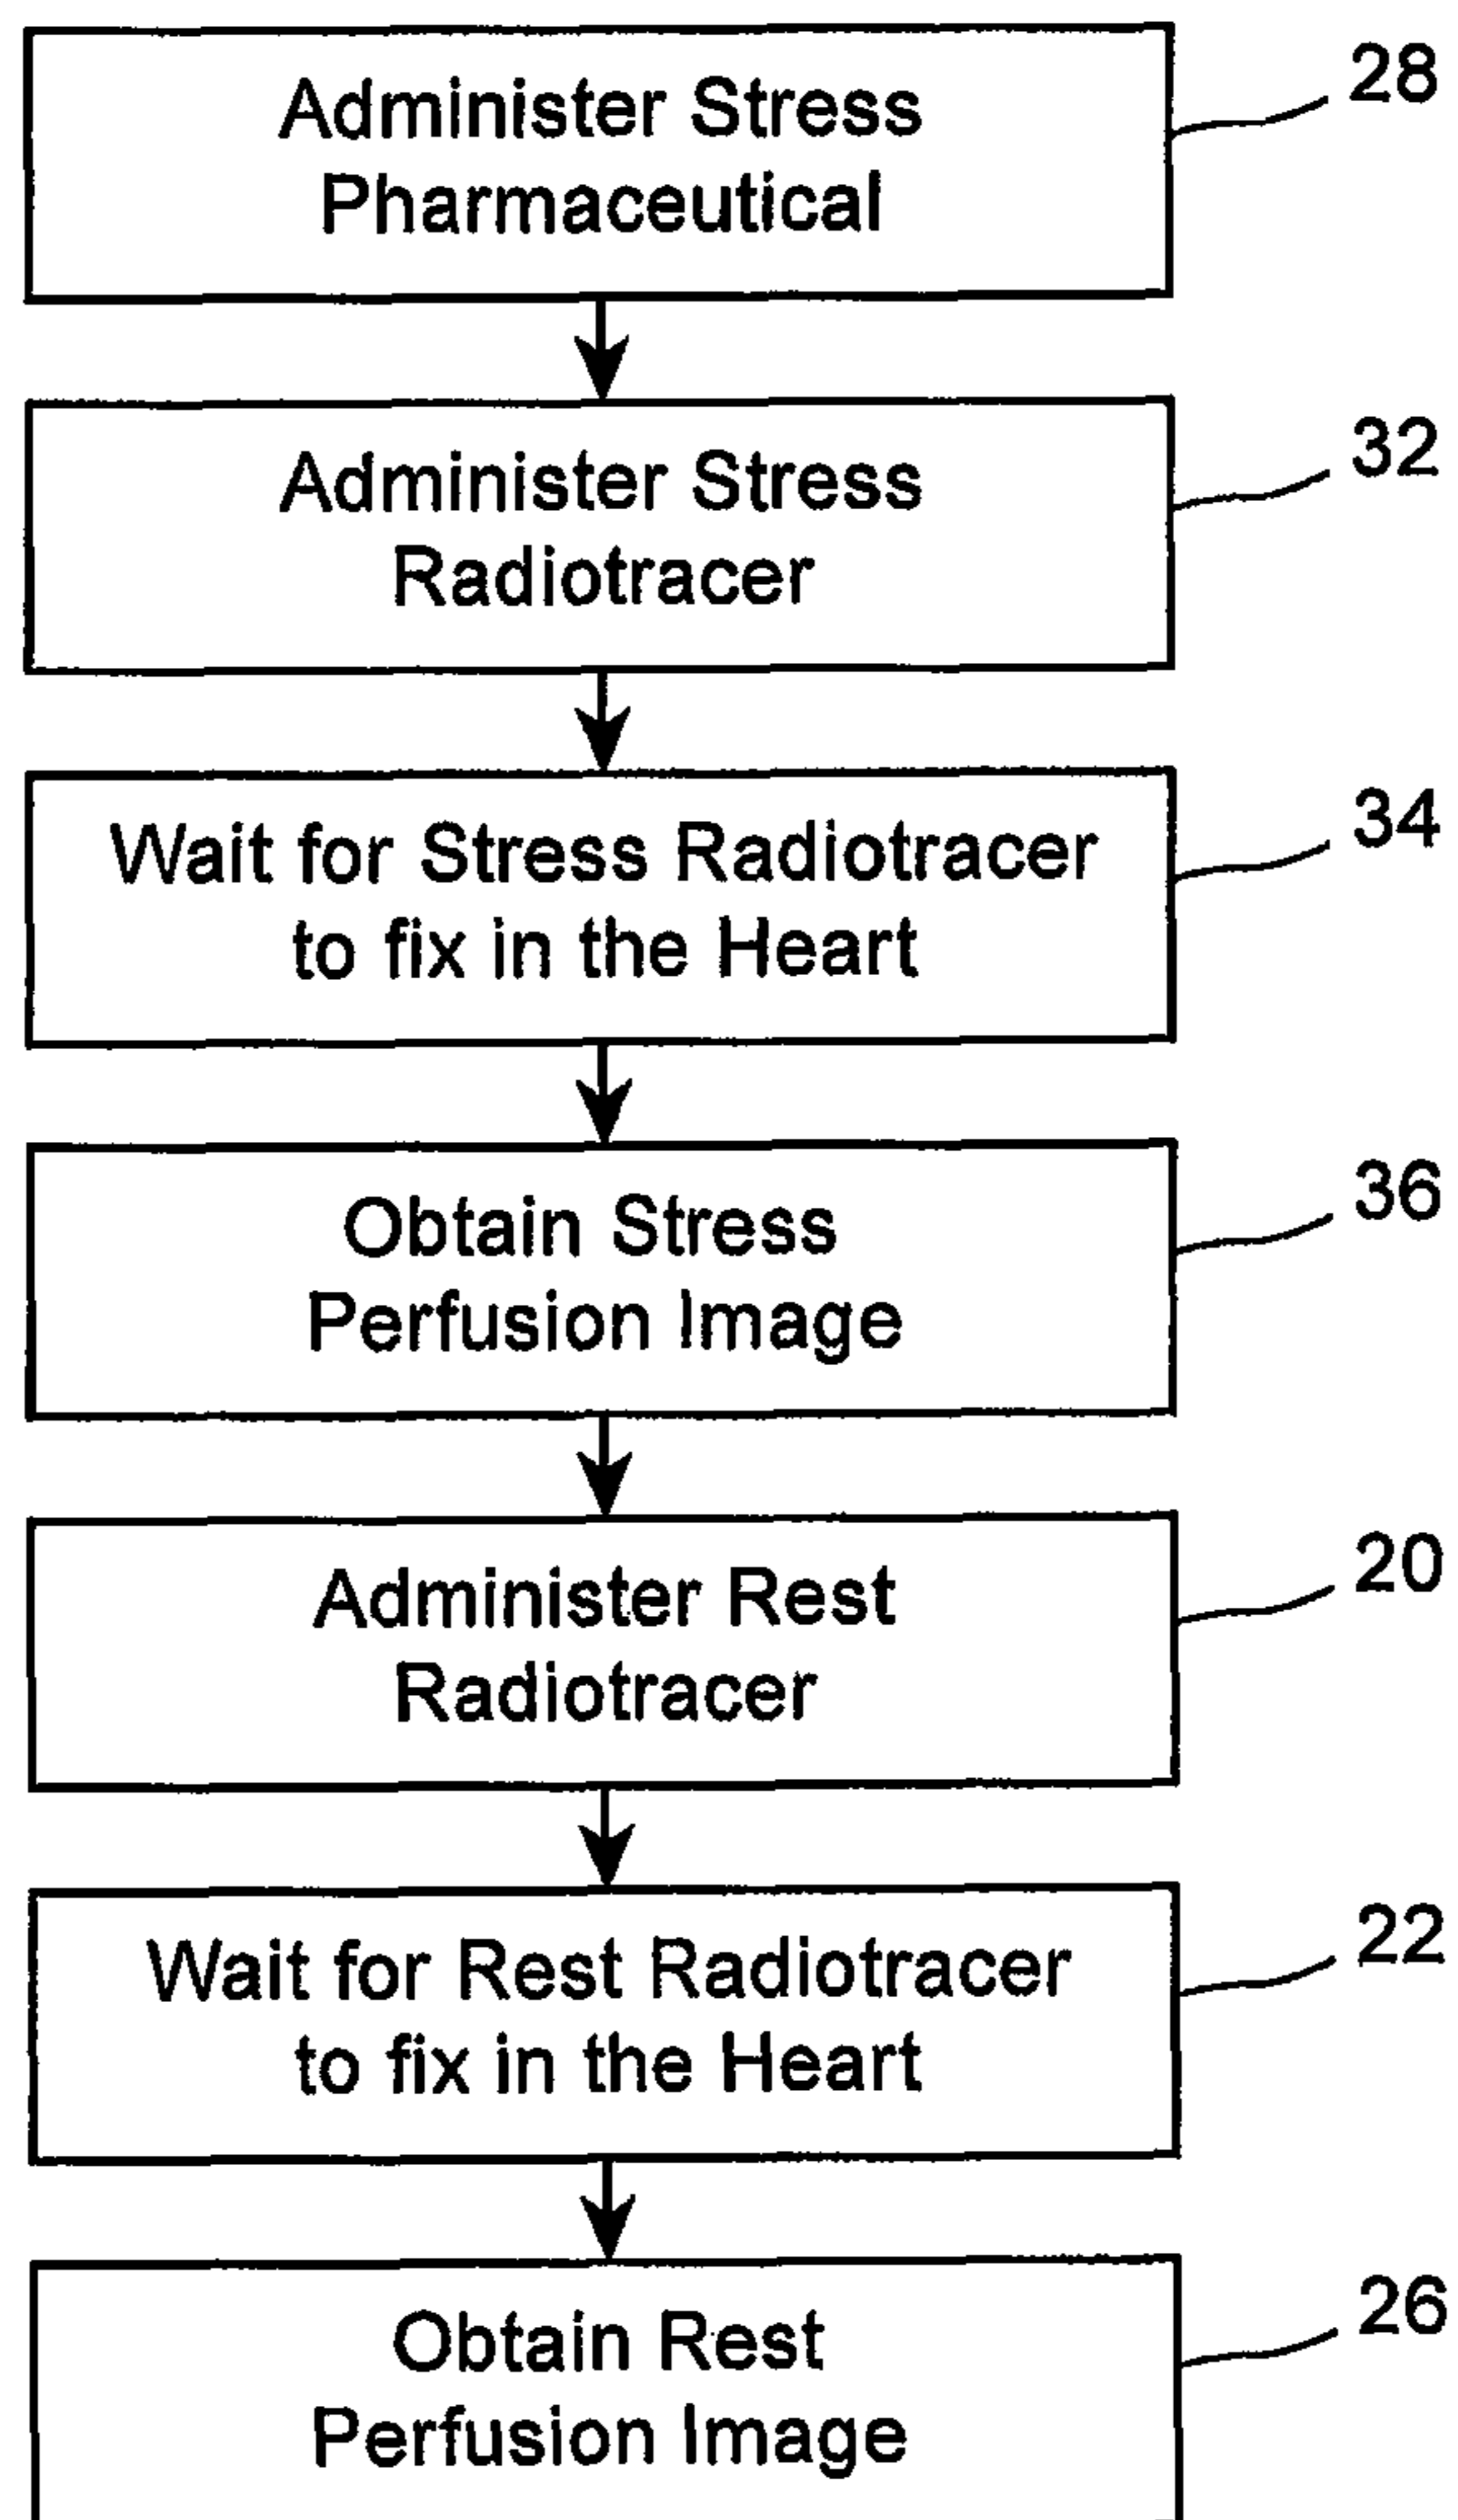 Administer Stress
Pharmaceutical
28
Administer Stress
Radiotracer
32
Wait for Stress Radiotracer
to fix in the Heart
34
Obtain Stress
Perfusion Image
36
Administer Rest
Radiotracer
20
Wait for Rest Radiotracer
to fix in the Heart
22
Obtain Rest
Perfusion Image
26